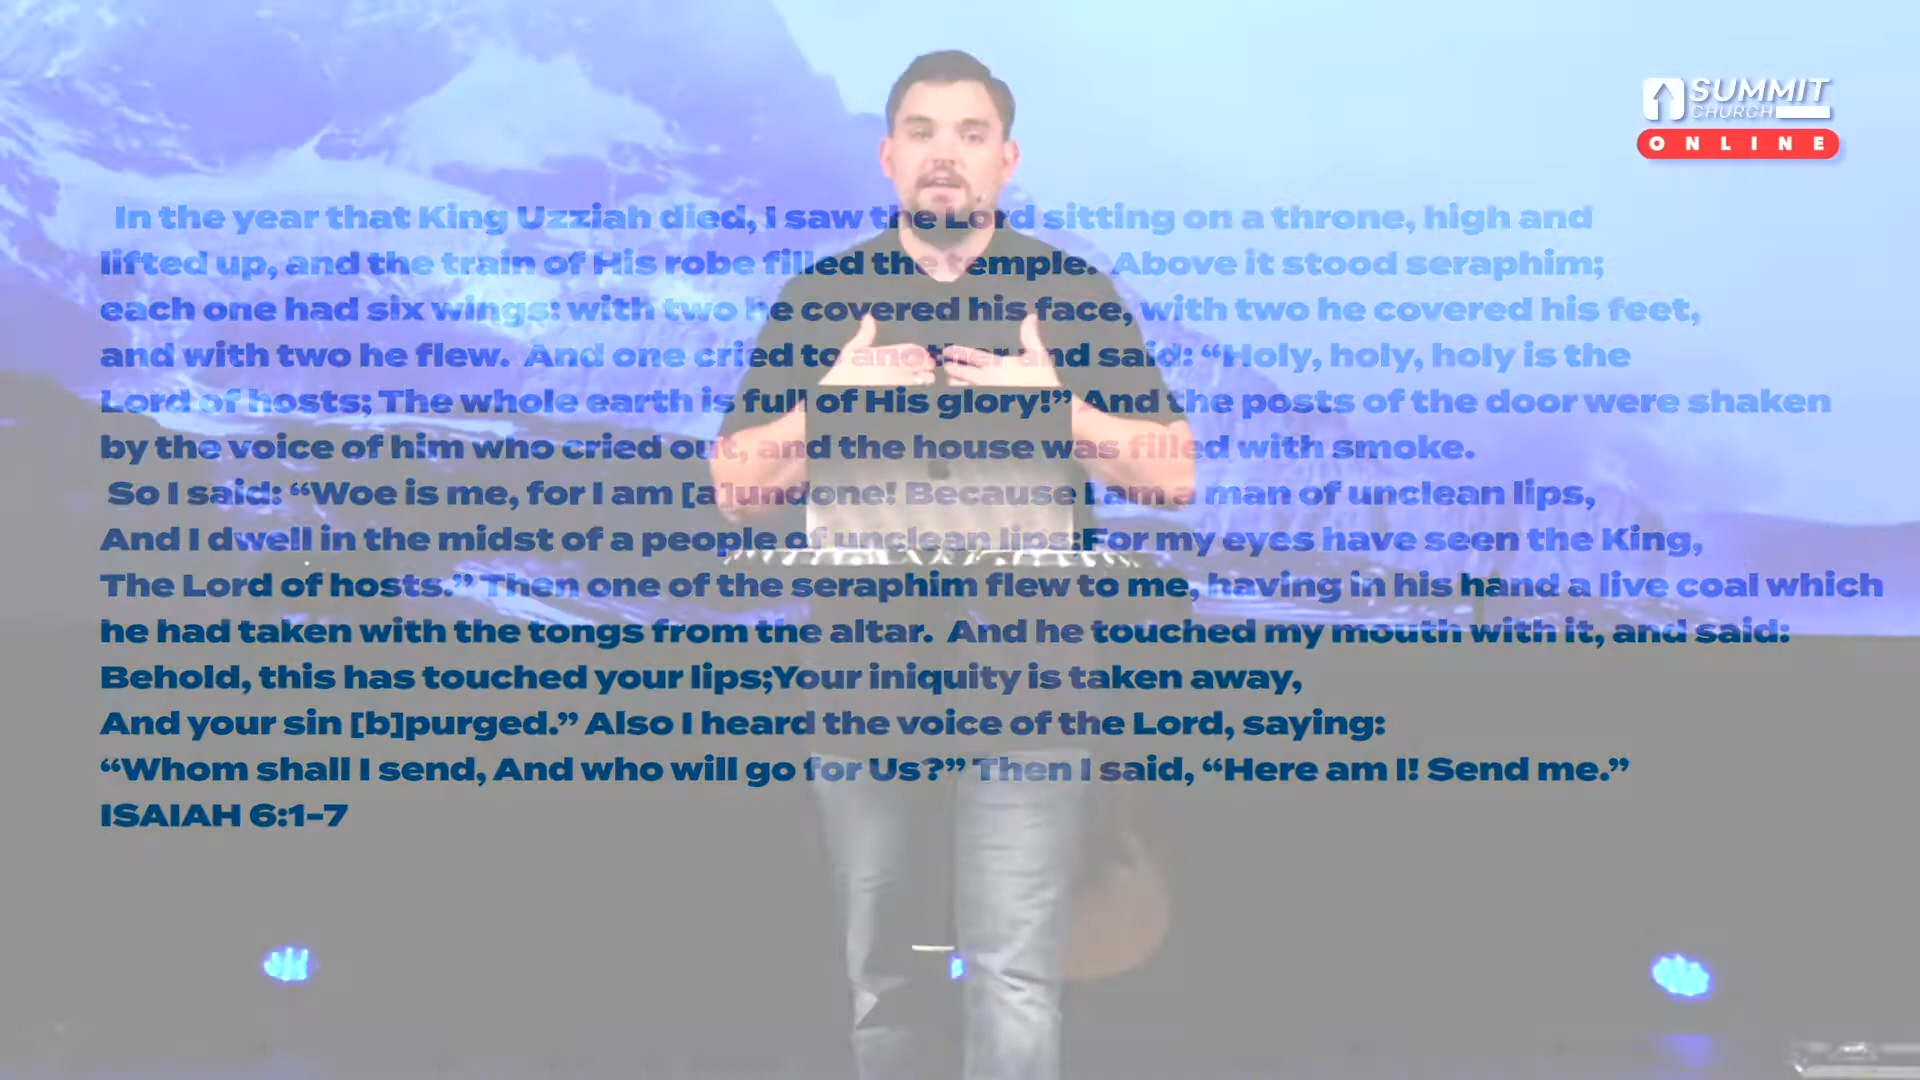 SUMMIT
CHURCH
ONLINE
In the year that King Uzziah died, I saw the Lord sitting on a throne, high and
lifted up, and the train of His robe filled the temple. Above it stood seraphim;
each one had six wings: with two he covered his face, with two he covered his feet,
and with two he flew. And one cried to another and said: “Holy, holy, holy is the
Lord of hosts; The whole earth is full of His glory!” And the posts of the door were shaken
by the voice of him who cried out, and the house was filled with smoke.
So I said: “Woe is me, for I am [a]undone! Because I am a man of unclean lips,
And I dwell in the midst of a people of unclean lips;For my eyes have seen the King,
The Lord of hosts.” Then one of the seraphim flew to me, having in his hand a live coal which
he had taken with the tongs from the altar. And he touched my mouth with it, and said:
Behold, this has touched your lips;Your iniquity is taken away,
And your sin [b]purged.” Also I heard the voice of the Lord, saying:
“Whom shall I send, And who will go for Us?” Then I said, “Here am I! Send me.”
ISAIAH 6:1-7